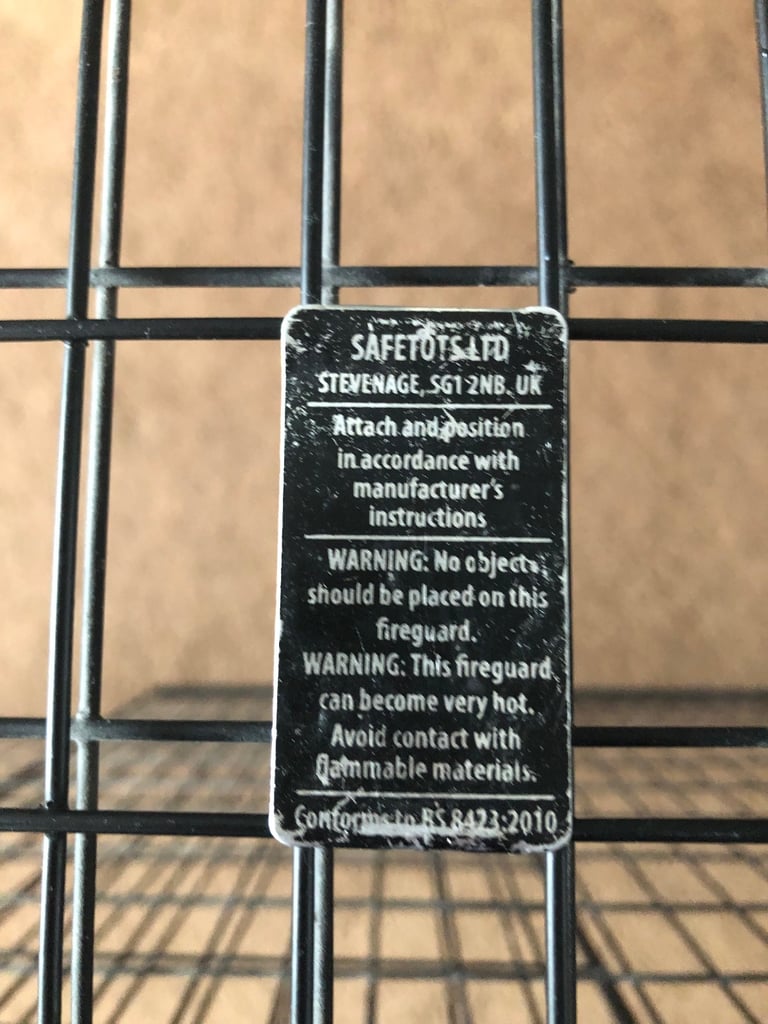 SAFETOTS LTD
STEVENAGE, SG1 2NB. UK
Attach and position
in accordance with
manufacturer's
instructions
WARNING: No objects
should be placed on this
fireguard.
WARNING: This fireguard
can become very hot.
Avoid contact with
flammable materials.
Conforms to BS 8423:2010